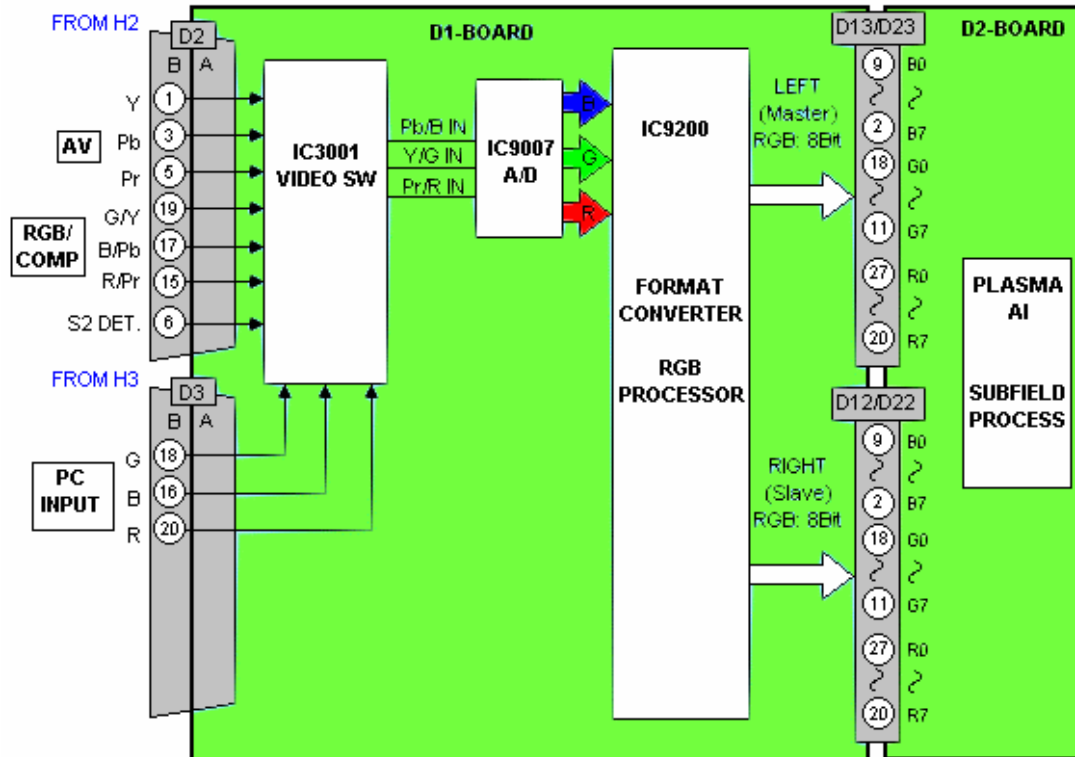 FROM H2
D2
B A
Y 1
AV
Pb 3
Pr 5
RGB/
COMP
G/Y 19
B/Pb 17
R/Pr 15
S2 DET. 6
FROM H3
D3
B A
PC
INPUT
G 18
B 16
R 20
D1-BOARD
IC3001
VIDEO SW
Pb/B IN
Y/G IN
Pr/R IN
IC9007
A/D
B
G
R
IC9200
FORMAT
CONVERTER
RGB
PROCESSOR
LEFT
(Master)
RGB: 8Bit
RIGHT
(Slave)
RGB: 8Bit
D13/D23
9 B0
2 B7
18 G0
11 G7
27 R0
20 R7
D12/D22
9 B0
2 B7
18 G0
11 G7
27 R0
20 R7
D2-BOARD
PLASMA
AI
SUBFIELD
PROCESS